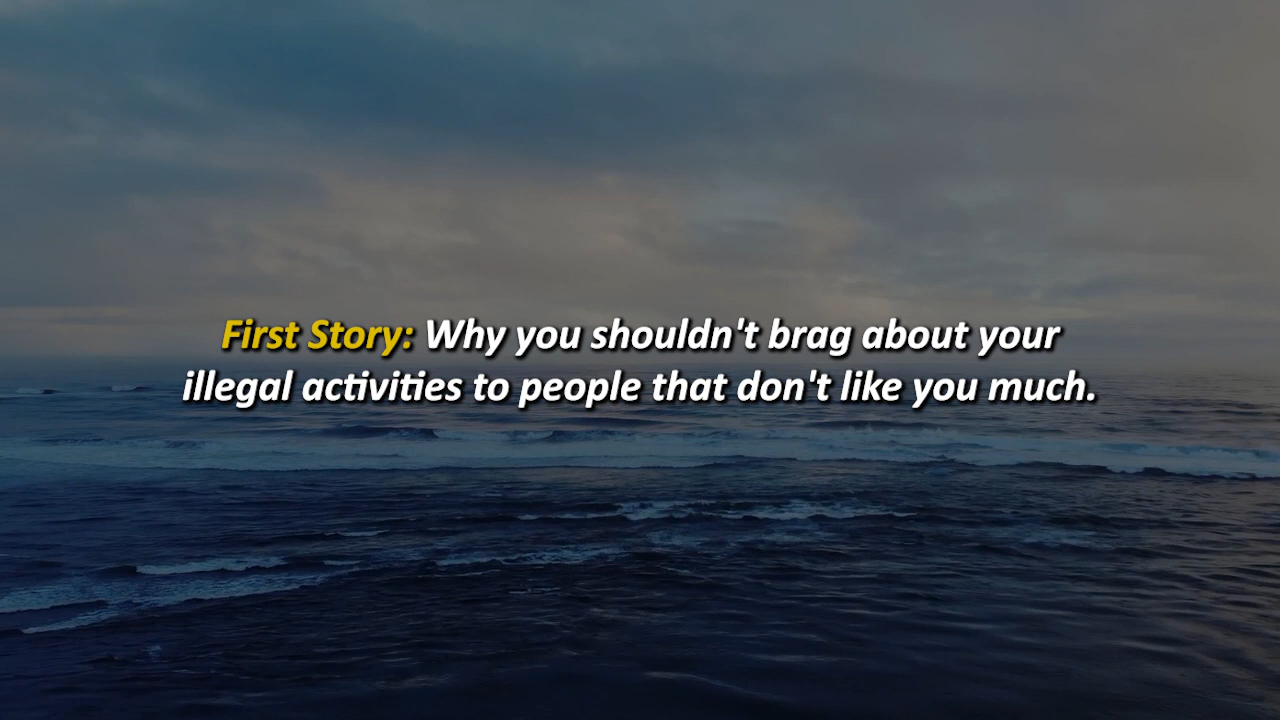 First Story: Why you shouldn't brag about your
illegal activities to people that don't like you much.